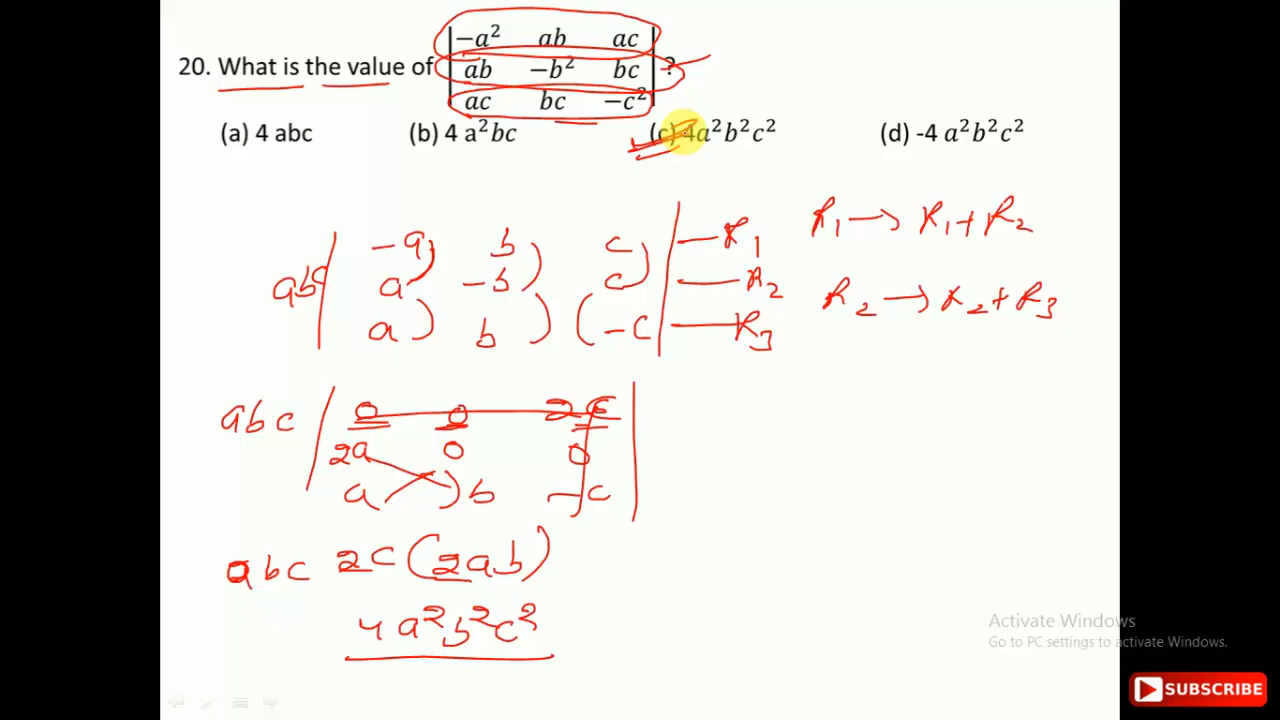 20. What is the value of |−a² ab ac| ?
|ab −b² bc|
|ac bc −c²|
(a) 4 abc (b) 4 a²bc (c) 4a²b²c² (d) -4 a²b²c²
abc | −a b c | — R₁ R₁ → R₁ + R₂
| a −b c | — R₂ R₂ → R₂ + R₃
| a b −c | — R₃
abc | 0 0 2c |
| 2a 0 0 |
| a b −c |
abc 2c (2ab)
4a²b²c²
Activate Windows
Go to PC settings to activate Windows.
SUBSCRIBE